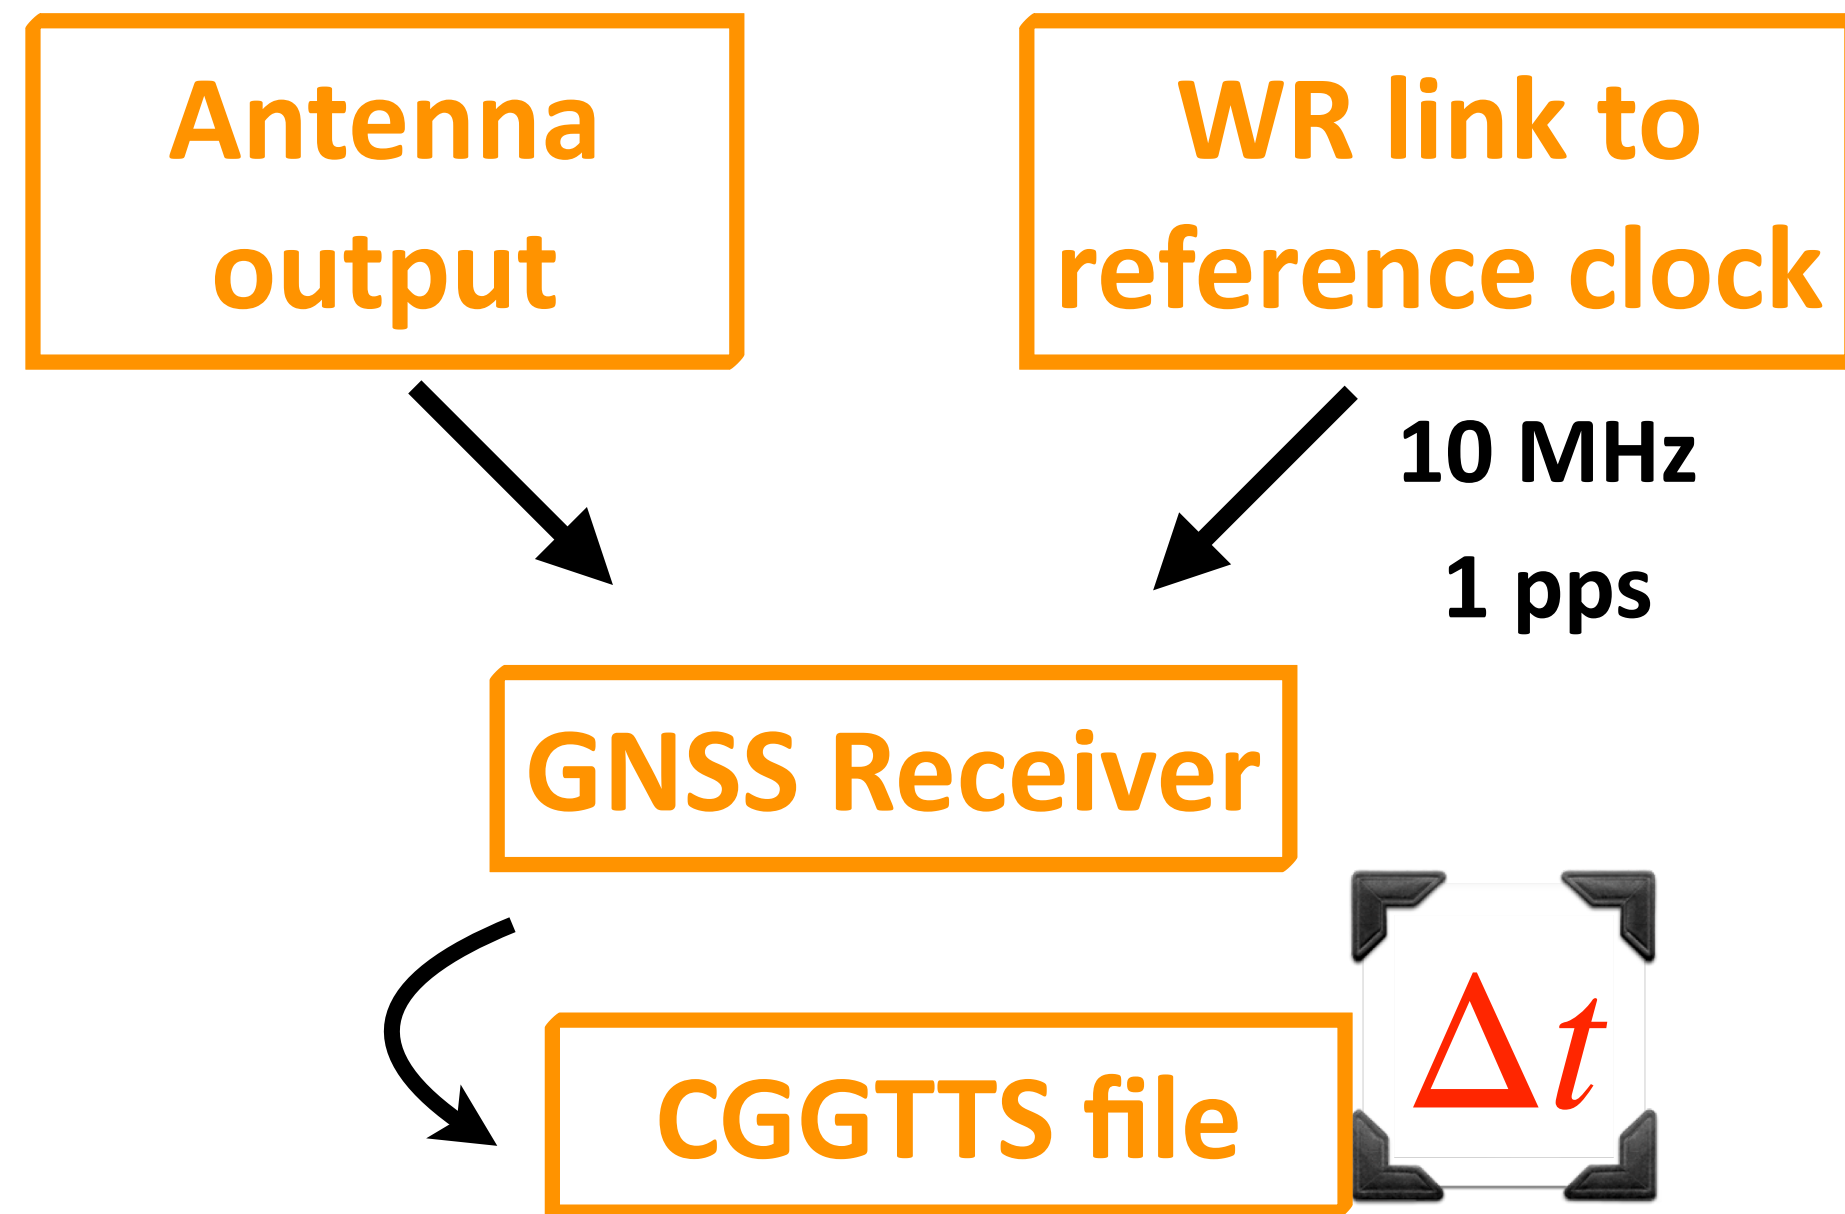 Antenna
output
WR link to
reference clock
10 MHz
1 pps
GNSS Receiver
CGGTTS file
Δt